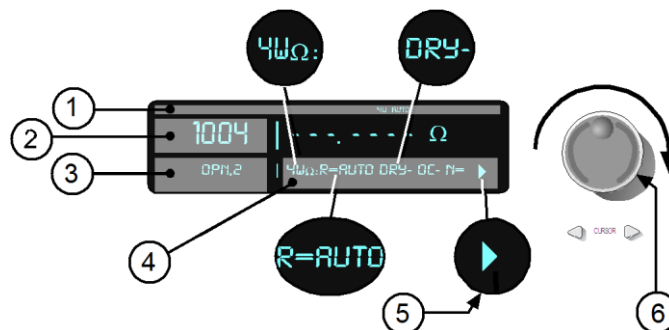 4WΩ:
DRY-
1
4W AUTO
2
1004
---.---- Ω
3
OPN,2
4WΩ:R=AUTO DRY- OC- N=
4
R=AUTO
5
CURSOR
6